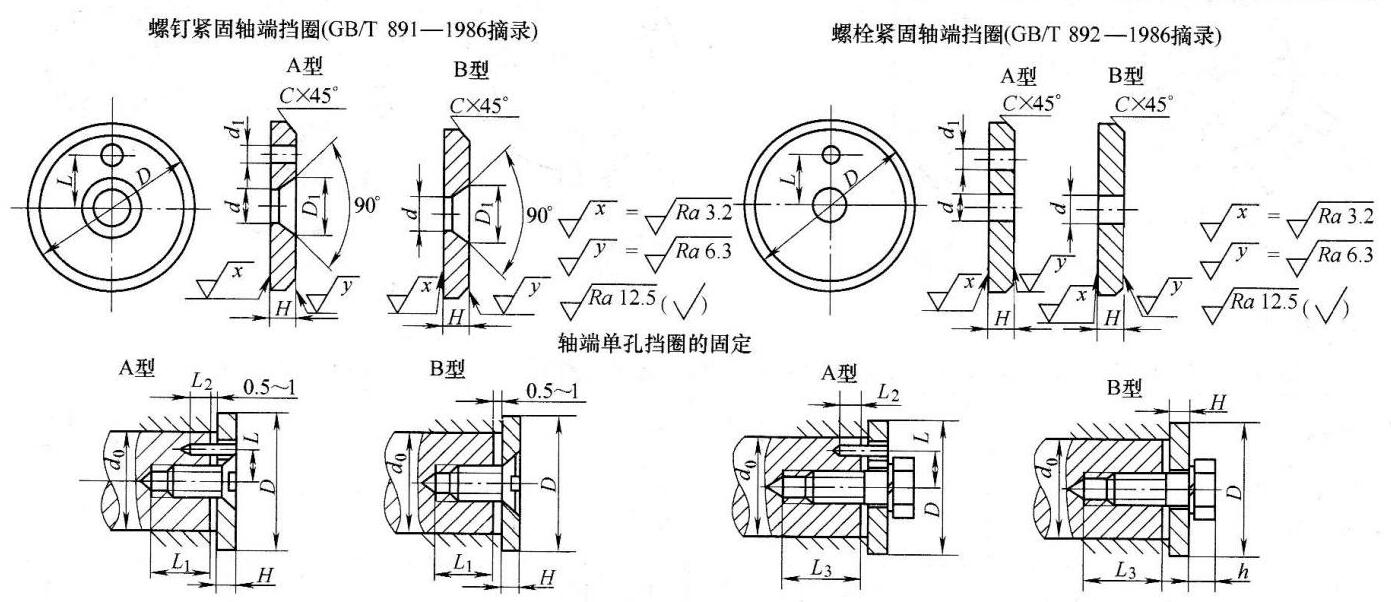 螺钉紧固轴端挡圈(GB/T 891—1986摘录)
A型
B型
C×45°
C×45°
d₁
L
D
d
D₁
90°
d
D₁
90°
x = Ra 3.2
y = Ra 6.3
Ra 12.5 (√)
x
y
x
y
H
H
螺栓紧固轴端挡圈(GB/T 892—1986摘录)
A型
B型
C×45°
C×45°
d₁
L
D
d
d
x = Ra 3.2
y = Ra 6.3
Ra 12.5 (√)
x
y
x
y
H
H
轴端单孔挡圈的固定
A型
L₂
0.5~1
d₀
L
D
L₁
H
B型
0.5~1
d₀
D
L₁
H
A型
L₂
d₀
L
D
L₃
B型
H
d₀
D
L₃
h